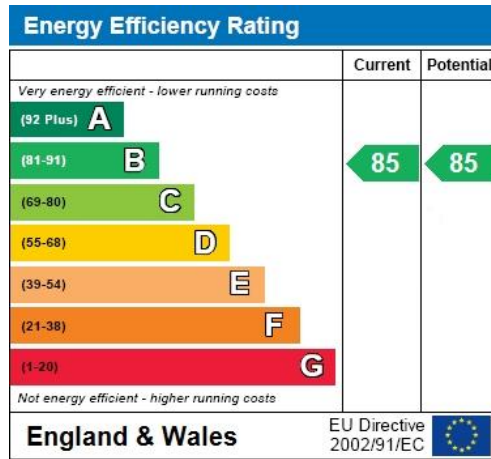 Energy Efficiency Rating
Current Potential
Very energy efficient - lower running costs
(92 Plus) A
(81-91) B 85 85
(69-80) C
(55-68) D
(39-54) E
(21-38) F
(1-20) G
Not energy efficient - higher running costs
England & Wales
EU Directive
2002/91/EC